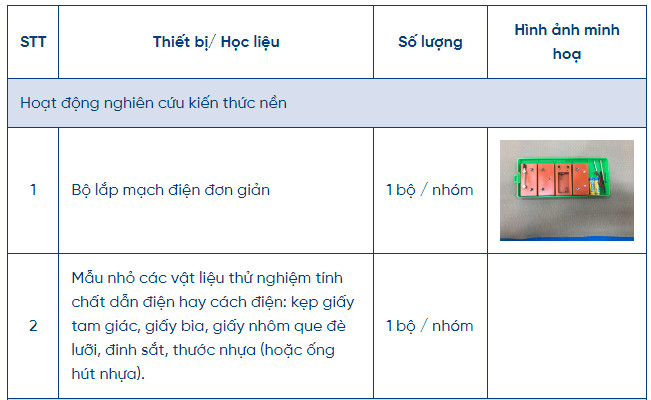 STT
Thiết bị/ Học liệu
Số lượng
Hình ảnh minh
hoạ
Hoạt động nghiên cứu kiến thức nền
1
Bộ lắp mạch điện đơn giản
1 bộ / nhóm
2
Mẫu nhỏ các vật liệu thử nghiệm tính
chất dẫn điện hay cách điện: kẹp giấy
tam giác, giấy bìa, giấy nhôm que đè
lưỡi, đinh sắt, thước nhựa (hoặc ống
hút nhựa).
1 bộ / nhóm